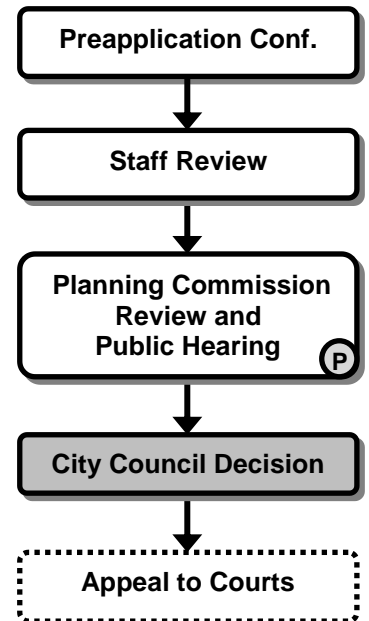 Preapplication Conf.
Staff Review
Planning Commission
Review and
Public Hearing
P
City Council Decision
Appeal to Courts